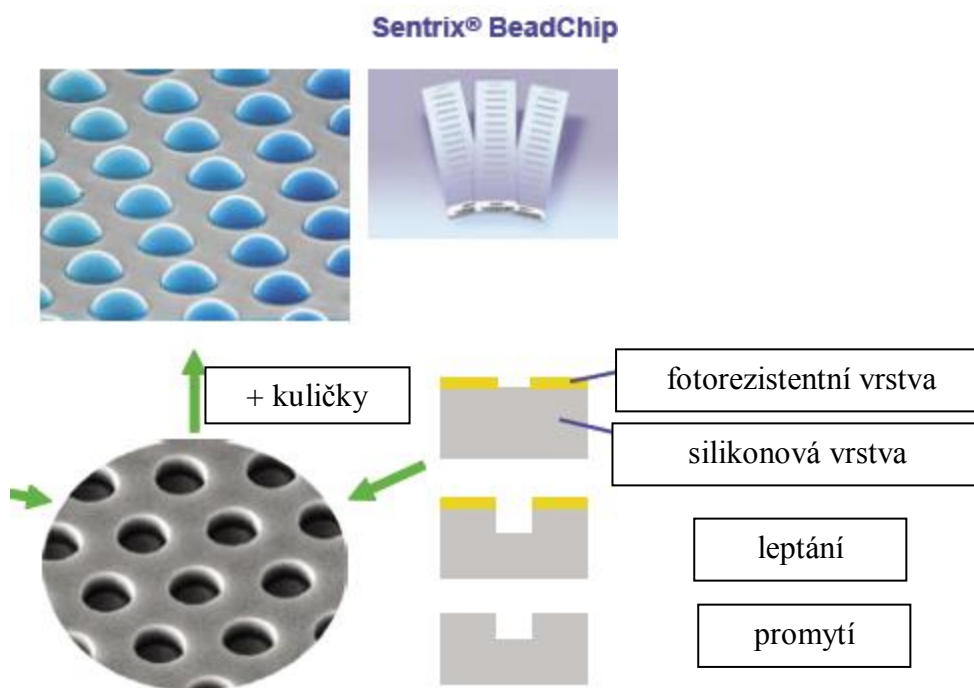 Sentrix® BeadChip
+ kuličky
fotorezistentní vrstva
silikonová vrstva
leptání
promytí